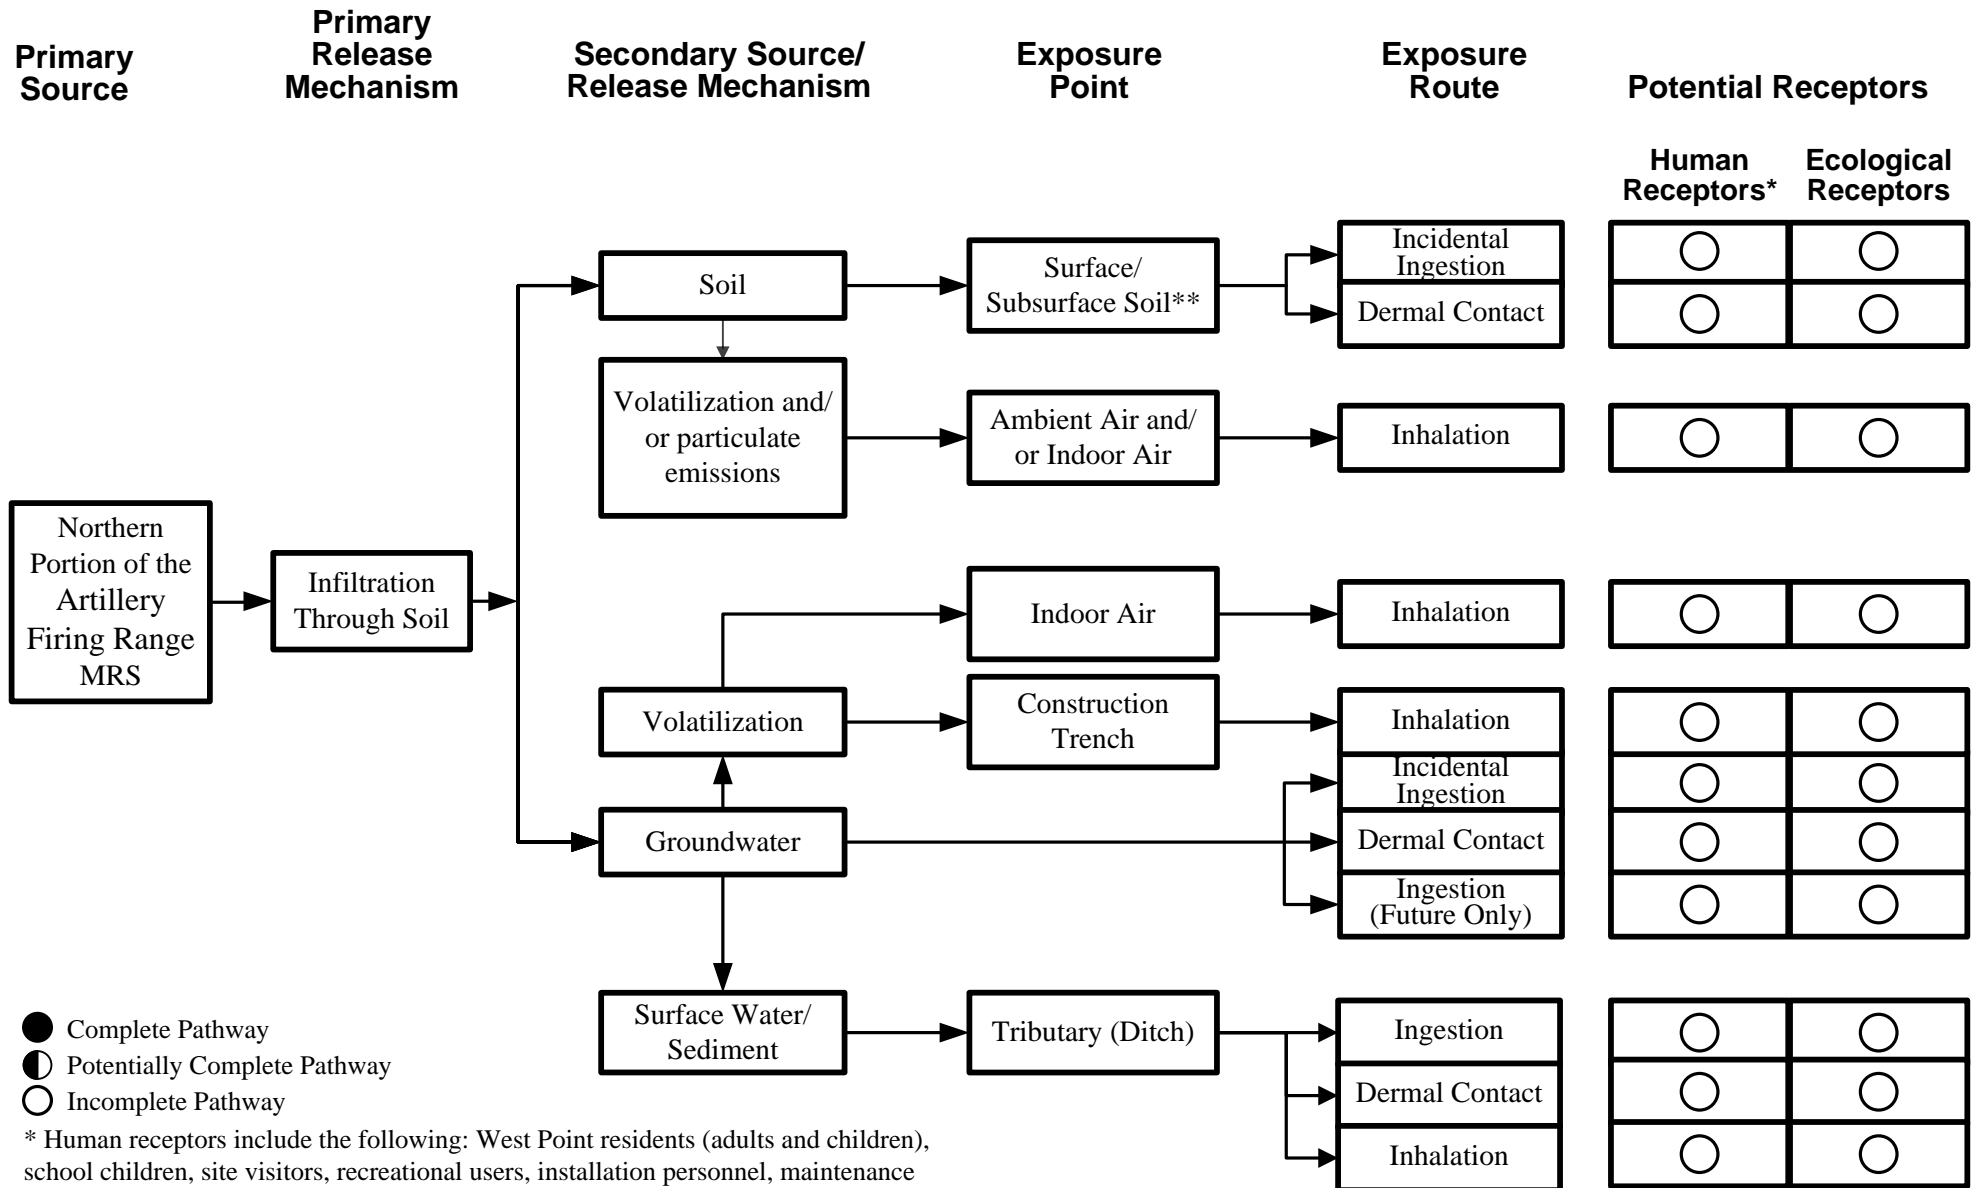 Primary
Source
Primary
Release
Mechanism
Secondary Source/
Release Mechanism
Exposure
Point
Exposure
Route
Potential Receptors
Human
Receptors*
Ecological
Receptors
Northern
Portion of the
Artillery
Firing Range
MRS
Infiltration
Through Soil
Soil
Surface/
Subsurface Soil**
Incidental
Ingestion
Dermal Contact
Volatilization and/
or particulate
emissions
Ambient Air and/
or Indoor Air
Inhalation
Indoor Air
Inhalation
Volatilization
Construction
Trench
Inhalation
Groundwater
Incidental
Ingestion
Dermal Contact
Ingestion
(Future Only)
Surface Water/
Sediment
Tributary (Ditch)
Ingestion
Dermal Contact
Inhalation
Complete Pathway
Potentially Complete Pathway
Incomplete Pathway
* Human receptors include the following: West Point residents (adults and children),
school children, site visitors, recreational users, installation personnel, maintenance